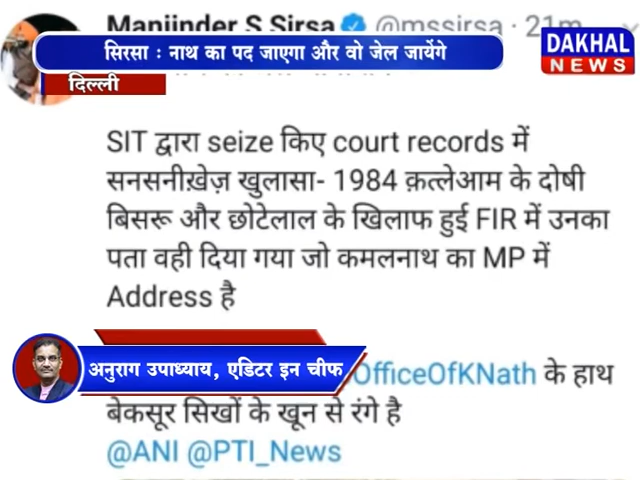 Manjinder S Sirsa @mssirsa · 21m
सिरसा : नाथ का पद जाएगा और वो जेल जायेंगे
DAKHAL
NEWS
दिल्ली
SIT द्वारा seize किए court records में
सनसनीख़ेज़ खुलासा- 1984 क़त्लेआम के दोषी
बिसरू और छोटेलाल के खिलाफ हुई FIR में उनका
पता वही दिया गया जो कमलनाथ का MP में
Address है
अनुराग उपाध्याय, एडिटर इन चीफ
OfficeOfKNath के हाथ
बेकसूर सिखों के खून से रंगे है
@ANI @PTI_News